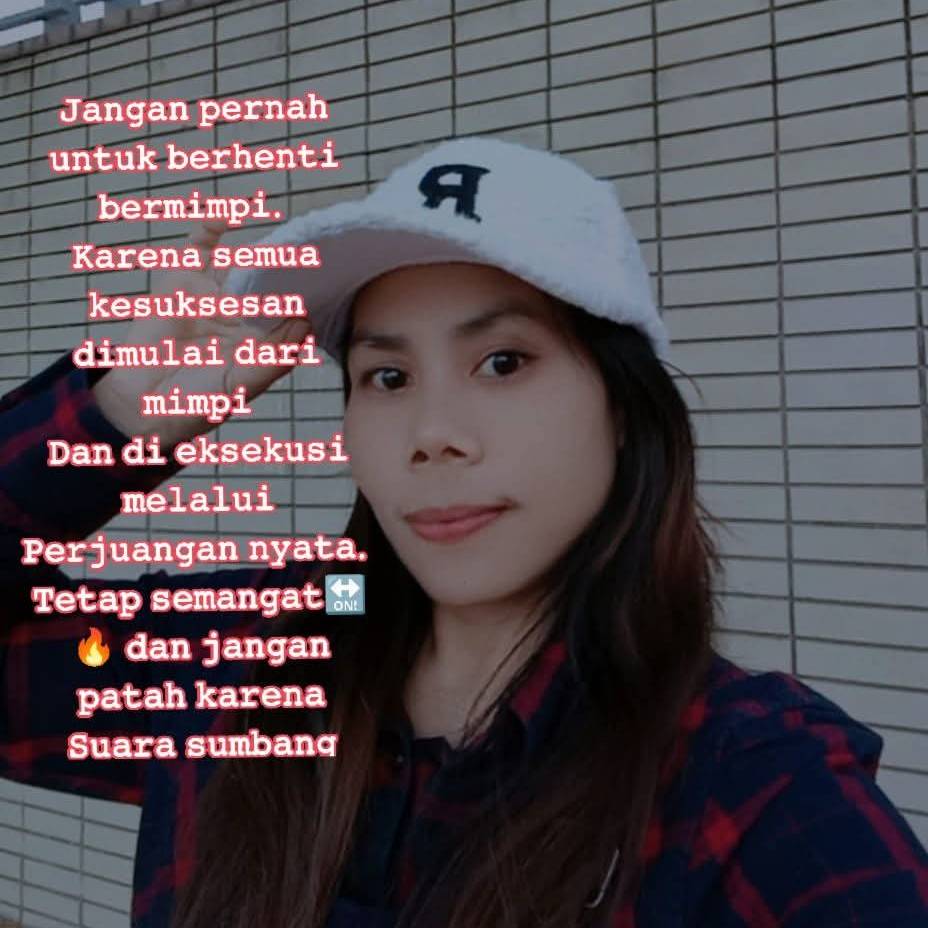 Я
Jangan pernah
untuk berhenti
bermimpi.
Karena semua
kesuksesan
dimulai dari
mimpi
Dan di eksekusi
melalui
Perjuangan nyata.
Tetap semangat🔛
🔥 dan jangan
patah karena
Suara sumbang